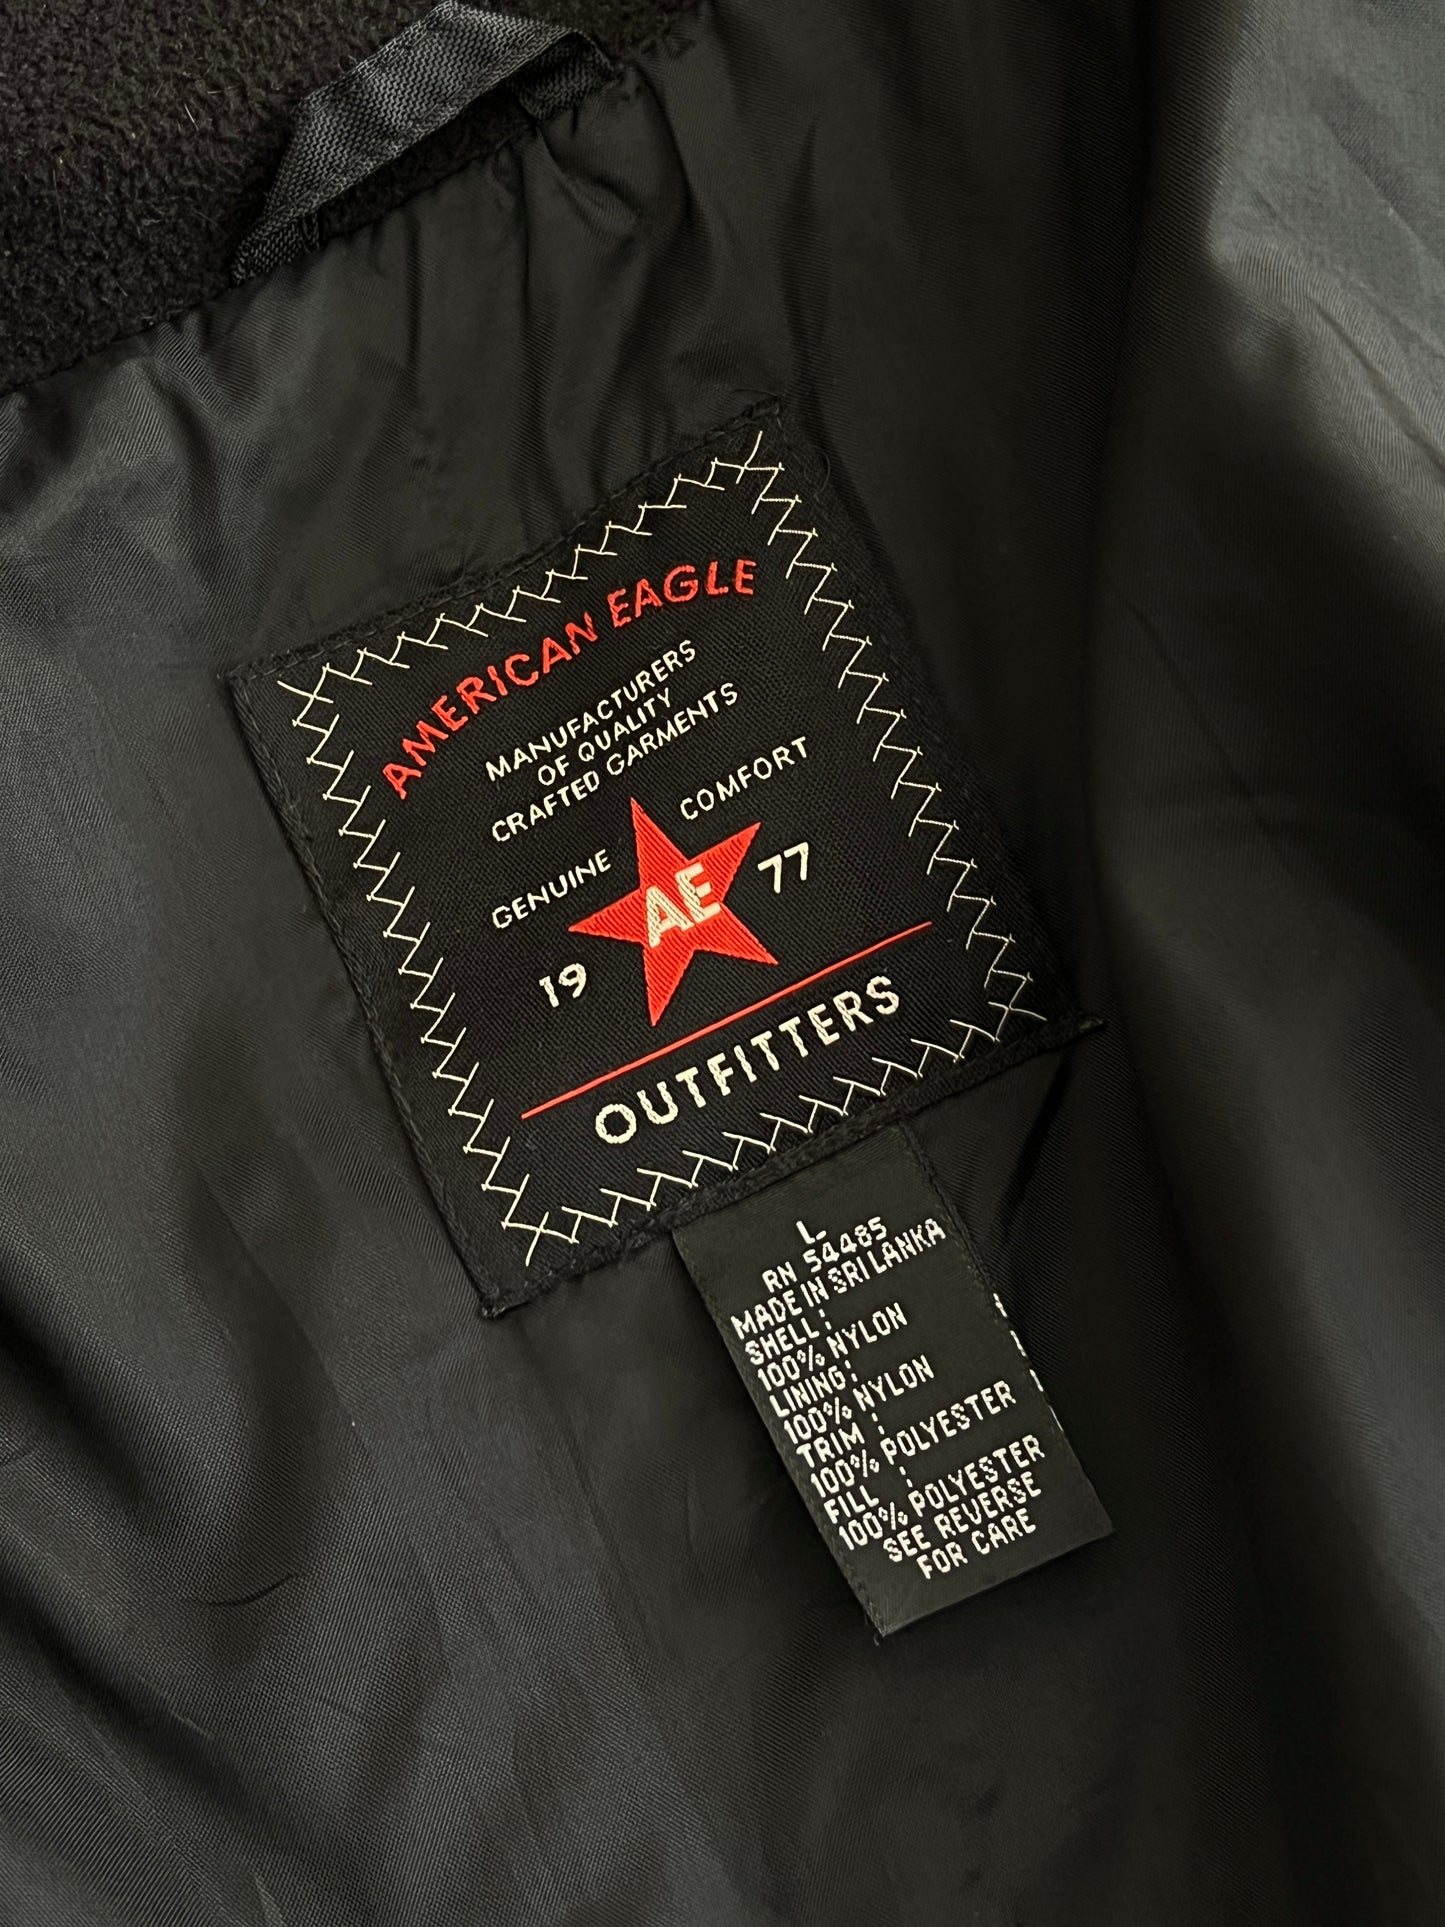 AMERICAN EAGLE
MANUFACTURERS
OF QUALITY
CRAFTED GARMENTS
GENUINE COMFORT
19 AE 77
OUTFITTERS
L
RN 54485
MADE IN SRI LANKA
SHELL :
100% NYLON
LINING :
100% NYLON
TRIM :
100% POLYESTER
FILL :
100% POLYESTER
SEE REVERSE
FOR CARE